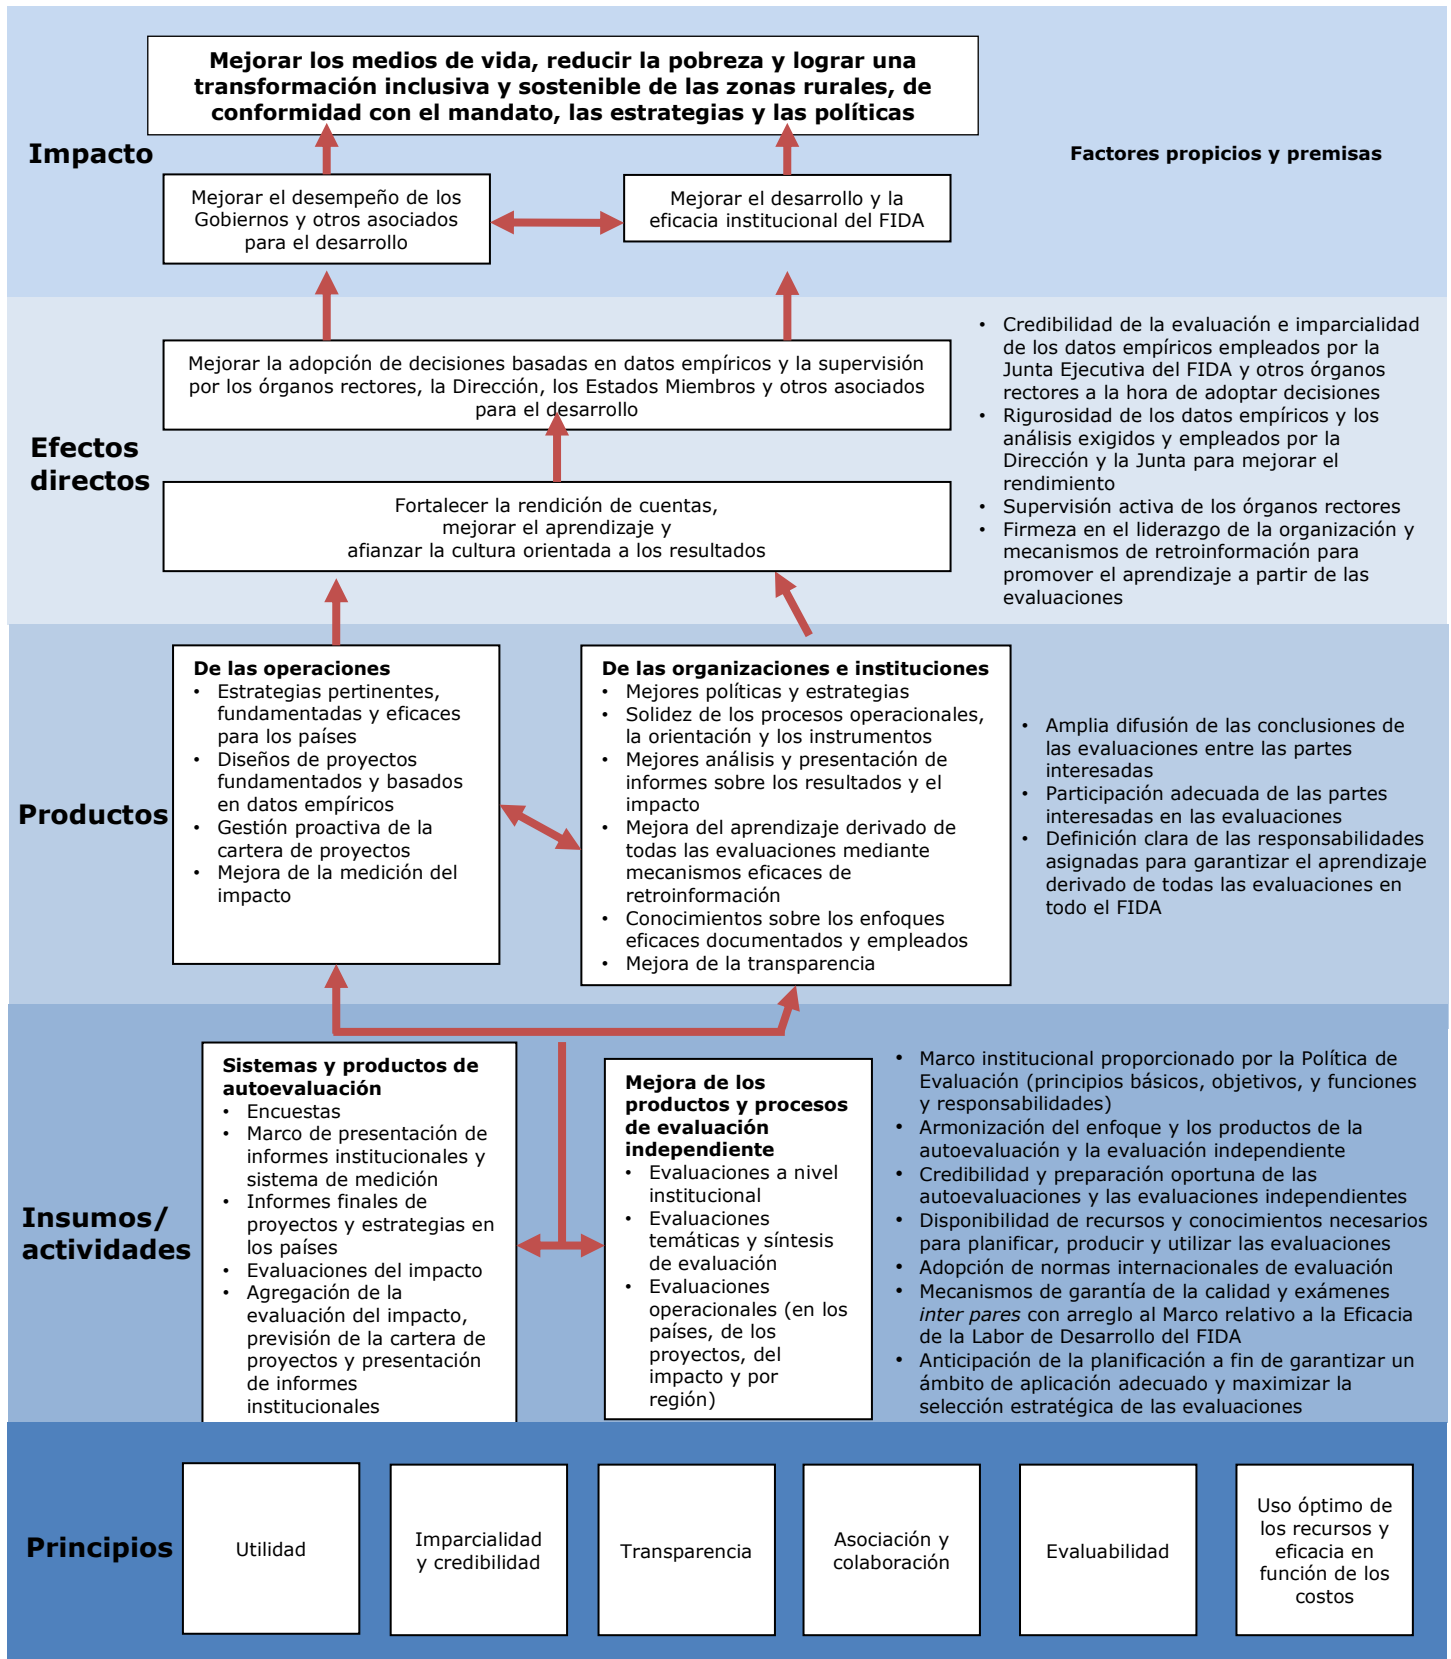 Mejorar los medios de vida, reducir la pobreza y lograr una
transformación inclusiva y sostenible de las zonas rurales, de
conformidad con el mandato, las estrategias y las políticas
Impacto
Factores propicios y premisas
Mejorar el desempeño de los
Gobiernos y otros asociados
para el desarrollo
Mejorar el desarrollo y la
eficacia institucional del FIDA
Efectos
directos
Mejorar la adopción de decisiones basadas en datos empíricos y la supervisión
por los órganos rectores, la Dirección, los Estados Miembros y otros asociados
para el desarrollo
Fortalecer la rendición de cuentas,
mejorar el aprendizaje y
afianzar la cultura orientada a los resultados
• Credibilidad de la evaluación e imparcialidad
de los datos empíricos empleados por la
Junta Ejecutiva del FIDA y otros órganos
rectores a la hora de adoptar decisiones
• Rigurosidad de los datos empíricos y los
análisis exigidos y empleados por la
Dirección y la Junta para mejorar el
rendimiento
• Supervisión activa de los órganos rectores
• Firmeza en el liderazgo de la organización y
mecanismos de retroinformación para
promover el aprendizaje a partir de las
evaluaciones
Productos
De las operaciones
• Estrategias pertinentes,
fundamentadas y eficaces
para los países
• Diseños de proyectos
fundamentados y basados
en datos empíricos
• Gestión proactiva de la
cartera de proyectos
• Mejora de la medición del
impacto
De las organizaciones e instituciones
• Mejores políticas y estrategias
• Solidez de los procesos operacionales,
la orientación y los instrumentos
• Mejores análisis y presentación de
informes sobre los resultados y el
impacto
• Mejora del aprendizaje derivado de
todas las evaluaciones mediante
mecanismos eficaces de
retroinformación
• Conocimientos sobre los enfoques
eficaces documentados y empleados
• Mejora de la transparencia
• Amplia difusión de las conclusiones de
las evaluaciones entre las partes
interesadas
• Participación adecuada de las partes
interesadas en las evaluaciones
• Definición clara de las responsabilidades
asignadas para garantizar el aprendizaje
derivado de todas las evaluaciones en
todo el FIDA
Insumos/
actividades
Sistemas y productos de
autoevaluación
• Encuestas
• Marco de presentación de
informes institucionales y
sistema de medición
• Informes finales de
proyectos y estrategias en
los países
• Evaluaciones del impacto
• Agregación de la
evaluación del impacto,
previsión de la cartera de
proyectos y presentación
de informes
institucionales
Mejora de los
productos y procesos
de evaluación
independiente
• Evaluaciones a nivel
institucional
• Evaluaciones
temáticas y síntesis
de evaluación
• Evaluaciones
operacionales (en los
países, de los
proyectos, del
impacto y por
región)
• Marco institucional proporcionado por la Política de
Evaluación (principios básicos, objetivos, y funciones
y responsabilidades)
• Armonización del enfoque y los productos de la
autoevaluación y la evaluación independiente
• Credibilidad y preparación oportuna de las
autoevaluaciones y las evaluaciones independientes
• Disponibilidad de recursos y conocimientos necesarios
para planificar, producir y utilizar las evaluaciones
• Adopción de normas internacionales de evaluación
• Mecanismos de garantía de la calidad y exámenes
inter pares con arreglo al Marco relativo a la Eficacia
de la Labor de Desarrollo del FIDA
• Anticipación de la planificación a fin de garantizar un
ámbito de aplicación adecuado y maximizar la
selección estratégica de las evaluaciones
Principios
Utilidad
Imparcialidad
y credibilidad
Transparencia
Asociación y
colaboración
Evaluabilidad
Uso óptimo de
los recursos y
eficacia en
función de los
costos